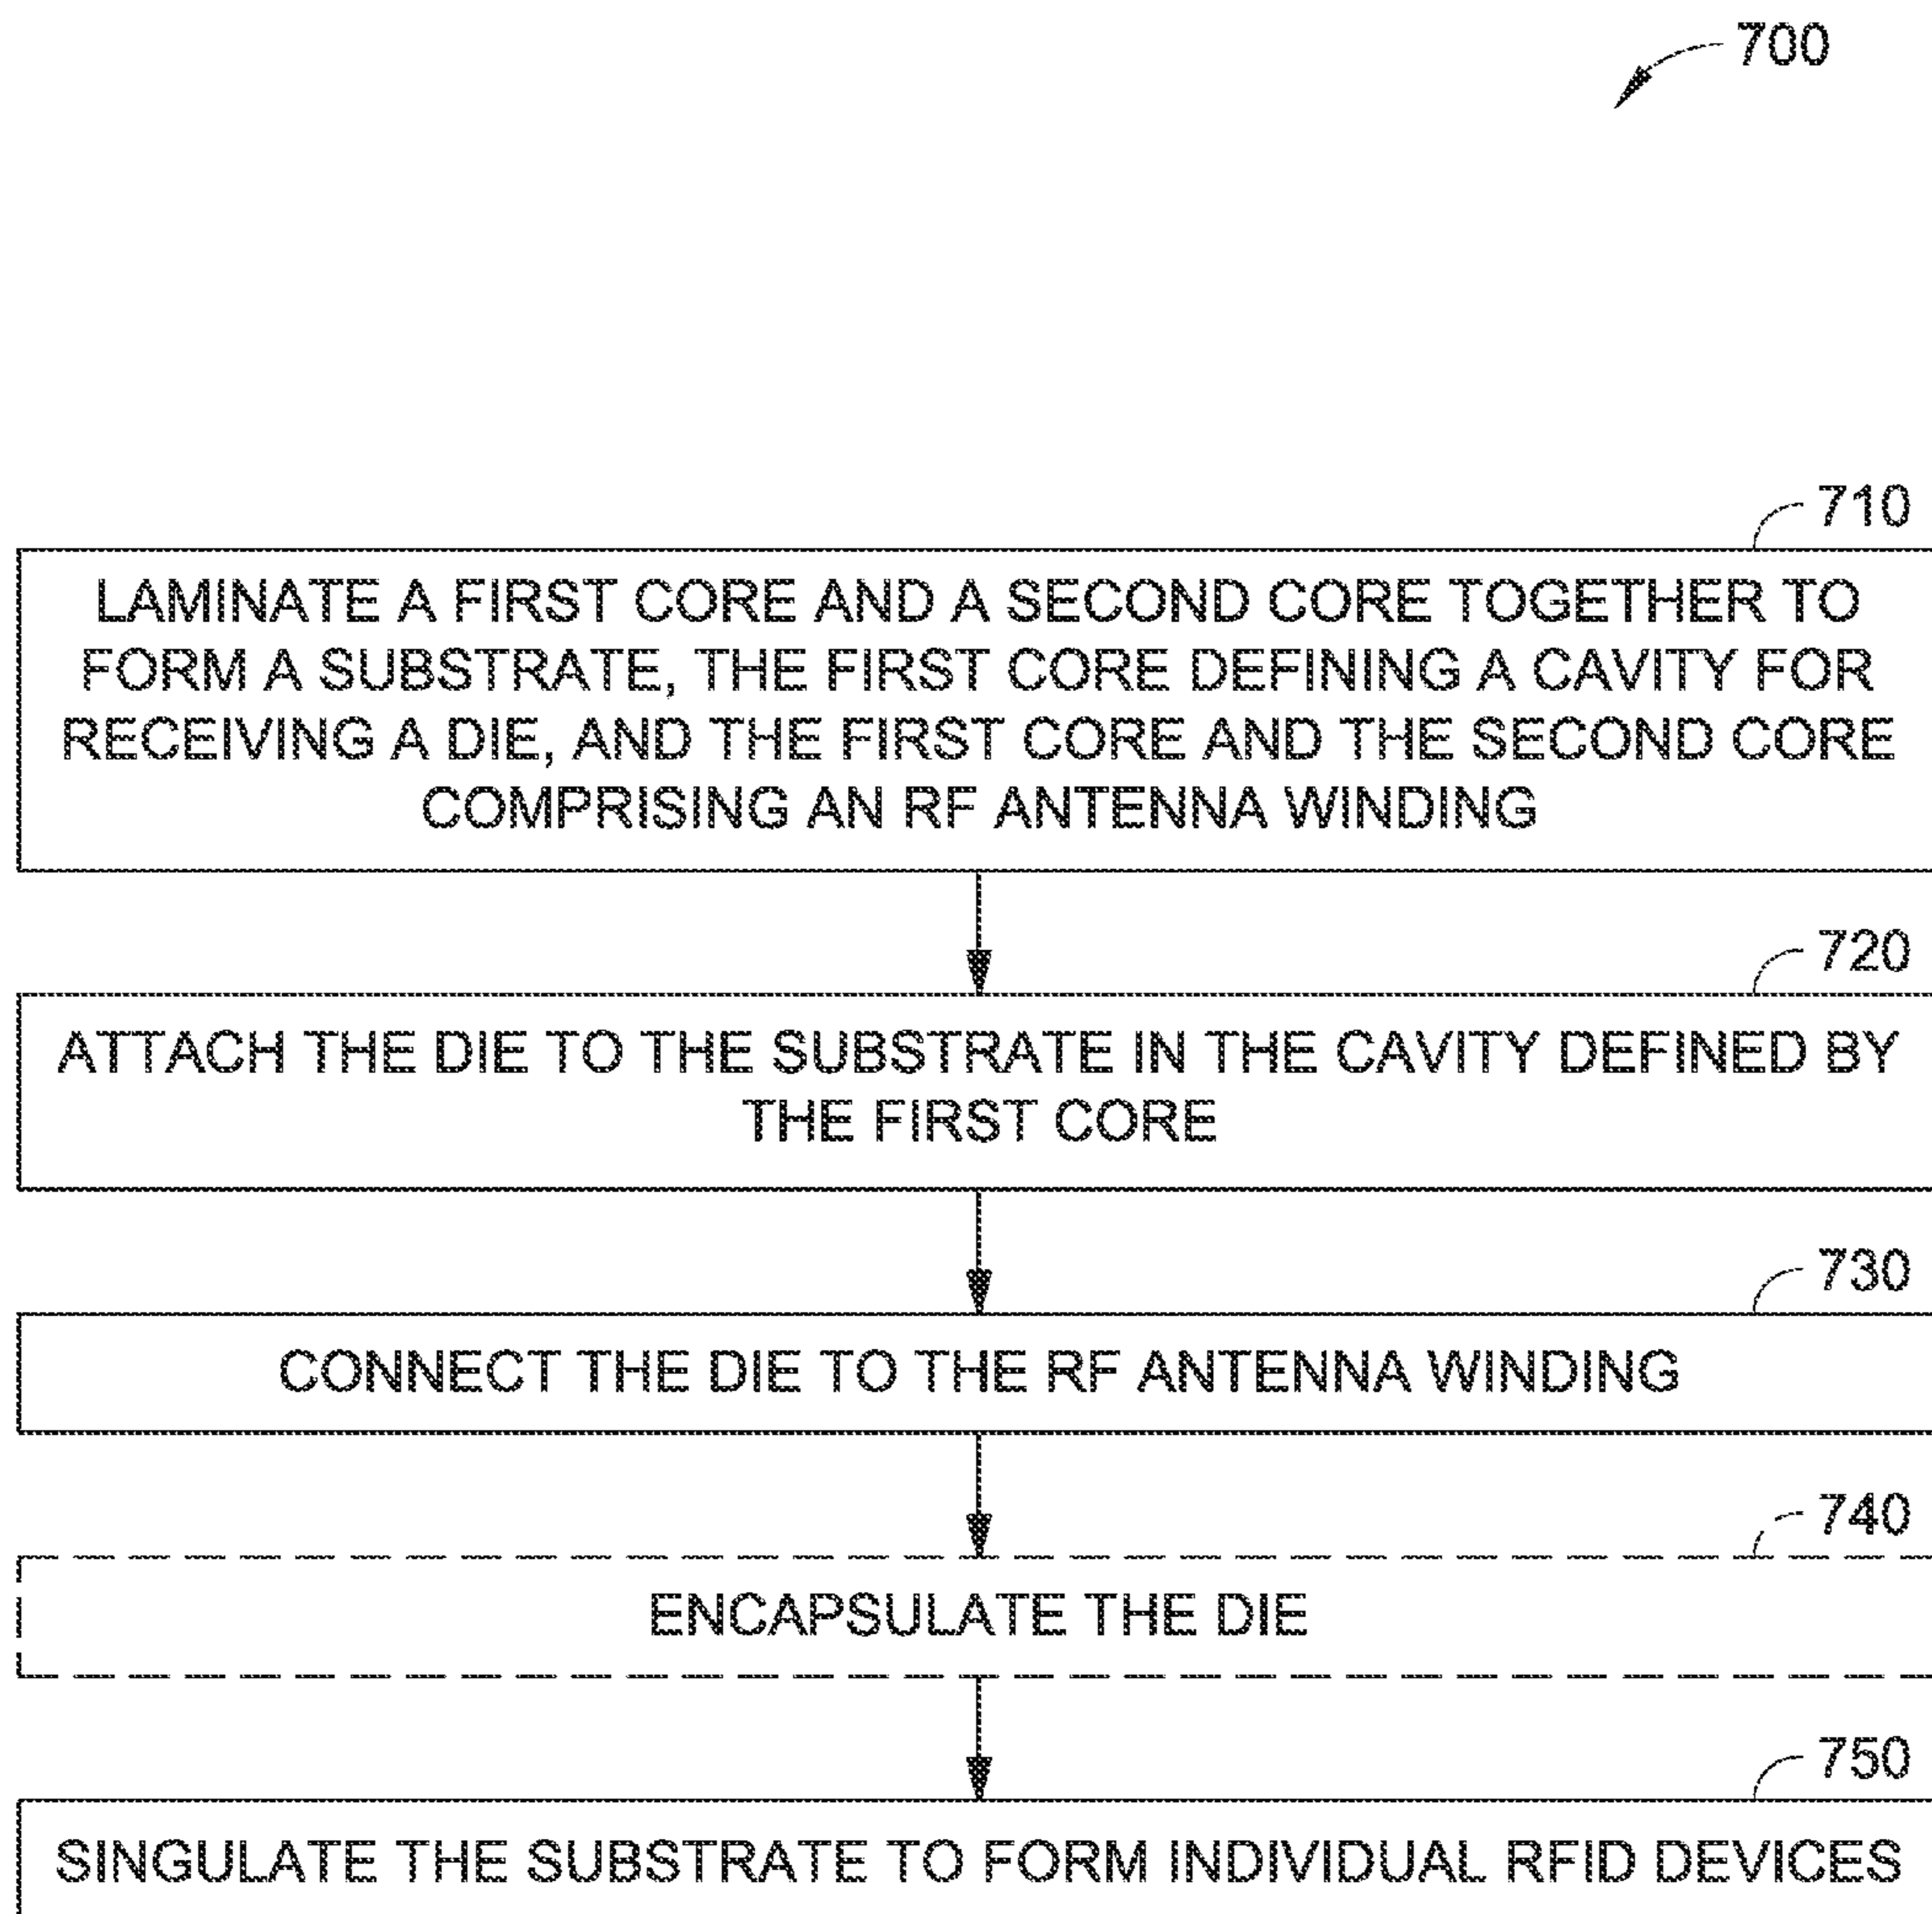 700
710
LAMINATE A FIRST CORE AND A SECOND CORE TOGETHER TO
FORM A SUBSTRATE, THE FIRST CORE DEFINING A CAVITY FOR
RECEIVING A DIE, AND THE FIRST CORE AND THE SECOND CORE
COMPRISING AN RF ANTENNA WINDING
720
ATTACH THE DIE TO THE SUBSTRATE IN THE CAVITY DEFINED BY
THE FIRST CORE
730
CONNECT THE DIE TO THE RF ANTENNA WINDING
740
ENCAPSULATE THE DIE
750
SINGULATE THE SUBSTRATE TO FORM INDIVIDUAL RFID DEVICES